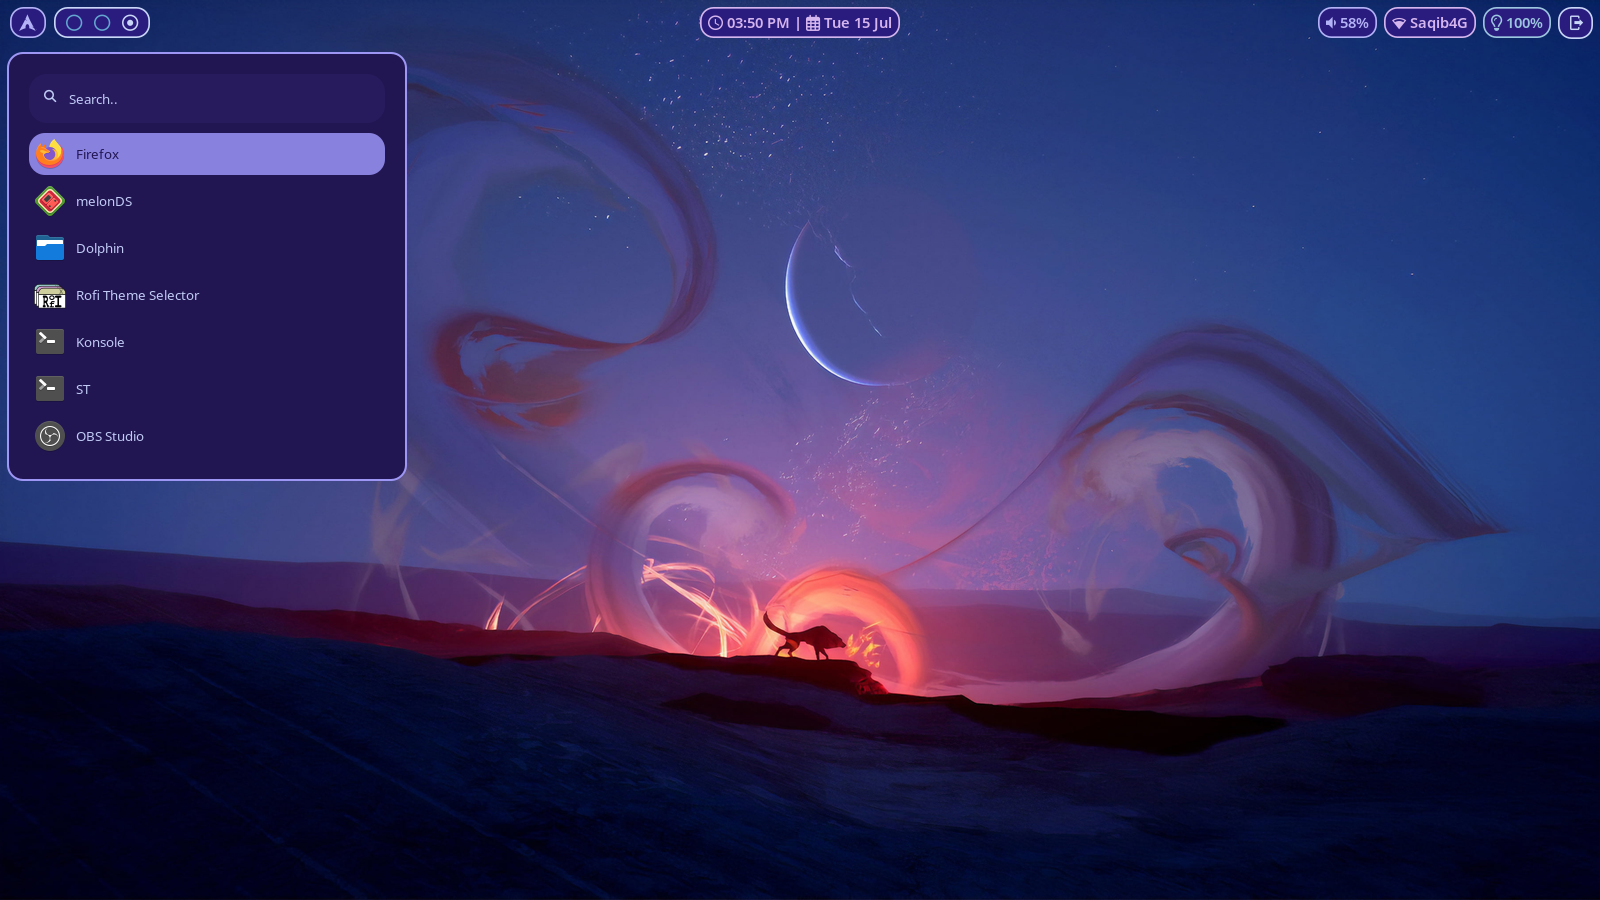 03:50 PM | Tue 15 Jul
58%
Saqib4G
100%
Search..
Firefox
melonDS
Dolphin
Rofi Theme Selector
Konsole
ST
OBS Studio